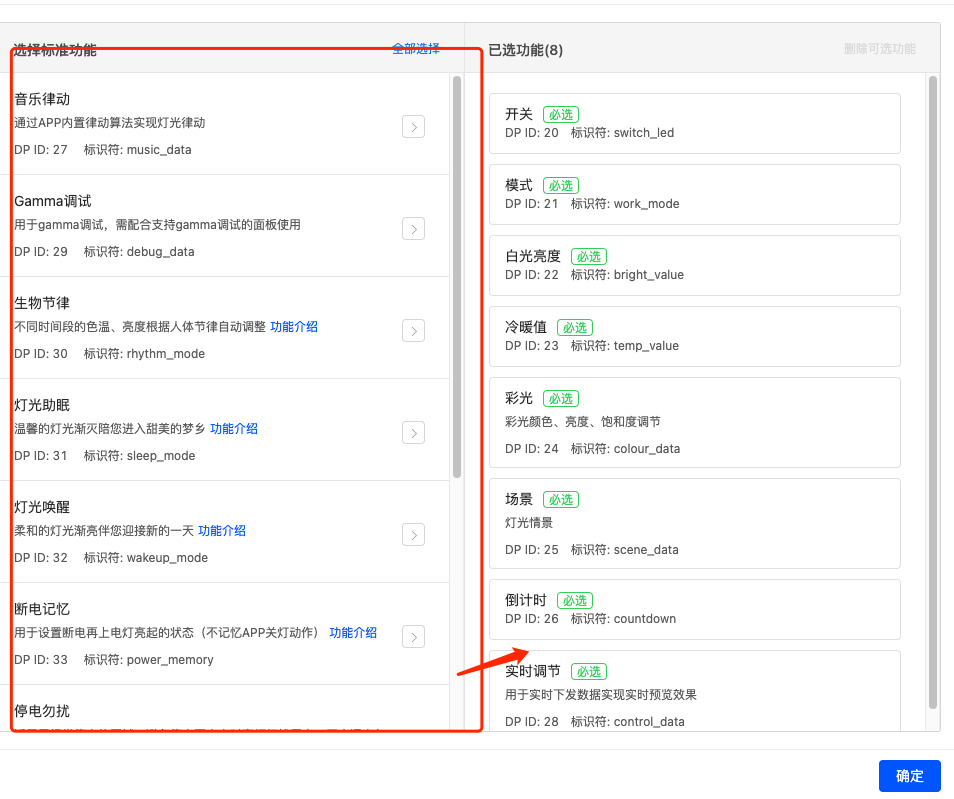 选择标准功能
全部选择
音乐律动
通过APP内置律动算法实现灯光律动
DP ID: 27 标识符: music_data
Gamma调试
用于gamma调试，需配合支持gamma调试的面板使用
DP ID: 29 标识符: debug_data
生物节律
不同时间段的色温、亮度根据人体节律自动调整 功能介绍
DP ID: 30 标识符: rhythm_mode
灯光助眠
温馨的灯光渐灭陪您进入甜美的梦乡 功能介绍
DP ID: 31 标识符: sleep_mode
灯光唤醒
柔和的灯光渐亮伴您迎接新的一天 功能介绍
DP ID: 32 标识符: wakeup_mode
断电记忆
用于设置断电再上电灯亮起的状态（不记忆APP关灯动作） 功能介绍
DP ID: 33 标识符: power_memory
停电勿扰
已选功能(8)
删除可选功能
开关 必选
DP ID: 20 标识符: switch_led
模式 必选
DP ID: 21 标识符: work_mode
白光亮度 必选
DP ID: 22 标识符: bright_value
冷暖值 必选
DP ID: 23 标识符: temp_value
彩光 必选
彩光颜色、亮度、饱和度调节
DP ID: 24 标识符: colour_data
场景 必选
灯光情景
DP ID: 25 标识符: scene_data
倒计时 必选
DP ID: 26 标识符: countdown
实时调节 必选
用于实时下发数据实现实时预览效果
DP ID: 28 标识符: control_data
确定